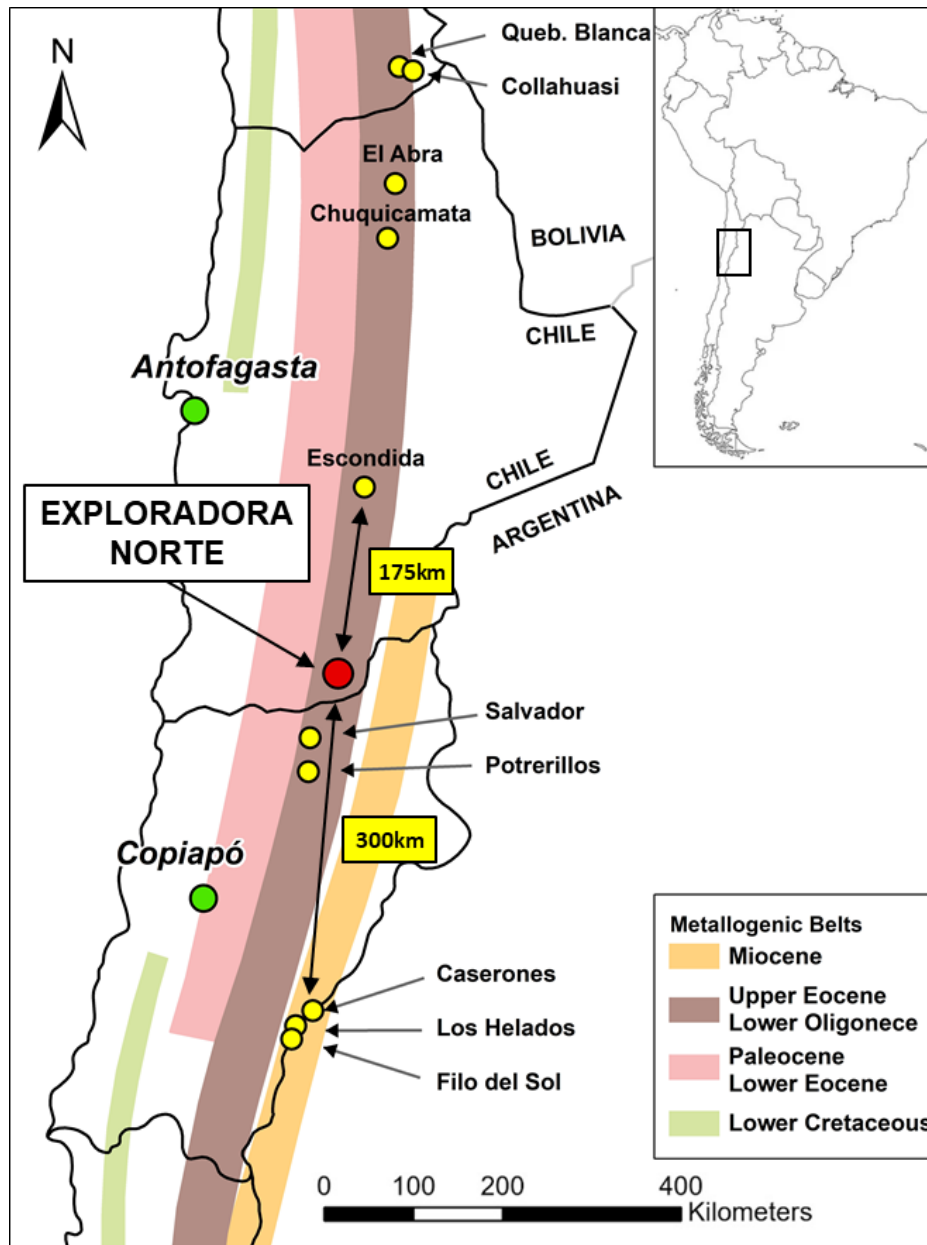 N
Queb. Blanca
Collahuasi
El Abra
Chuquicamata
BOLIVIA
CHILE
Antofagasta
Escondida
CHILE
ARGENTINA
EXPLORADORA
NORTE
175km
Salvador
Potrerillos
300km
Copiapó
Caserones
Los Helados
Filo del Sol
Metallogenic Belts
Miocene
Upper Eocene
Lower Oligonece
Paleocene
Lower Eocene
Lower Cretaceous
0 100 200 400
Kilometers